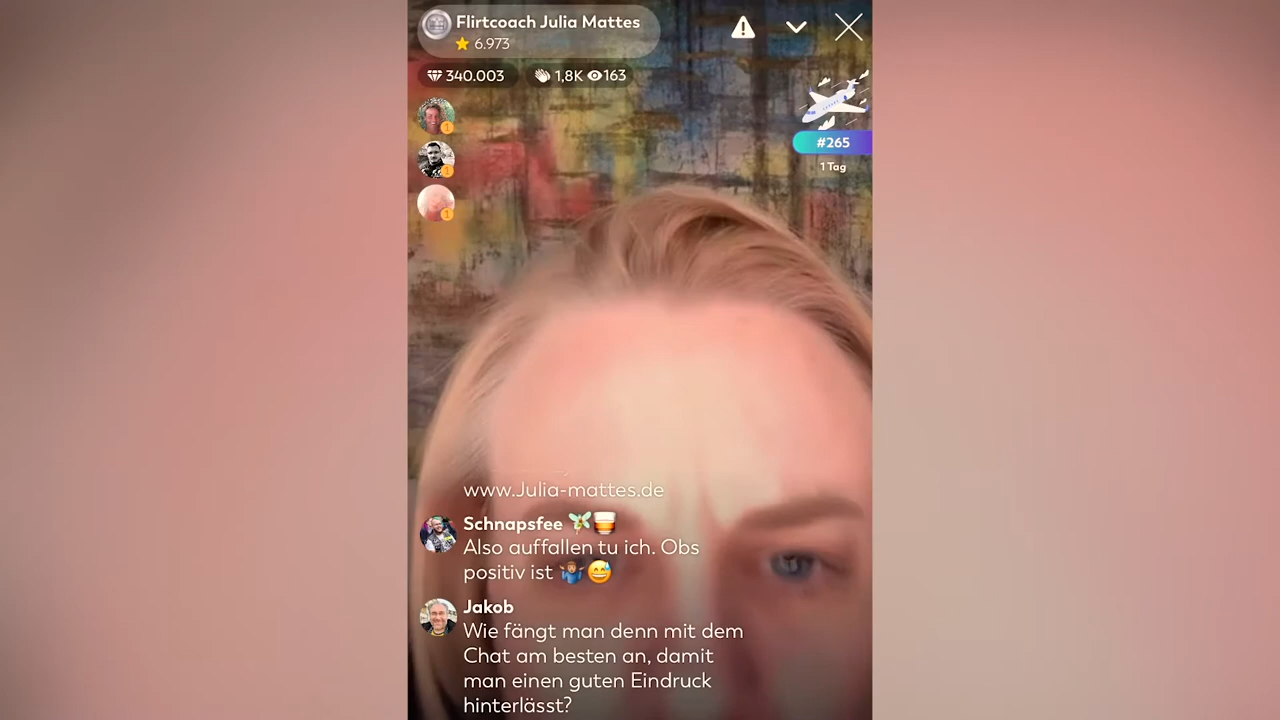 Flirtcoach Julia Mattes
6.973
340.003
1,8K 163
#265
1 Tag
www.Julia-mattes.de
Schnapsfee 🧚🥃
Also auffallen tu ich. Obs
positiv ist 🤷🏽‍♂️😅
Jakob
Wie fängt man denn mit dem
Chat am besten an, damit
man einen guten Eindruck
hinterlässt?